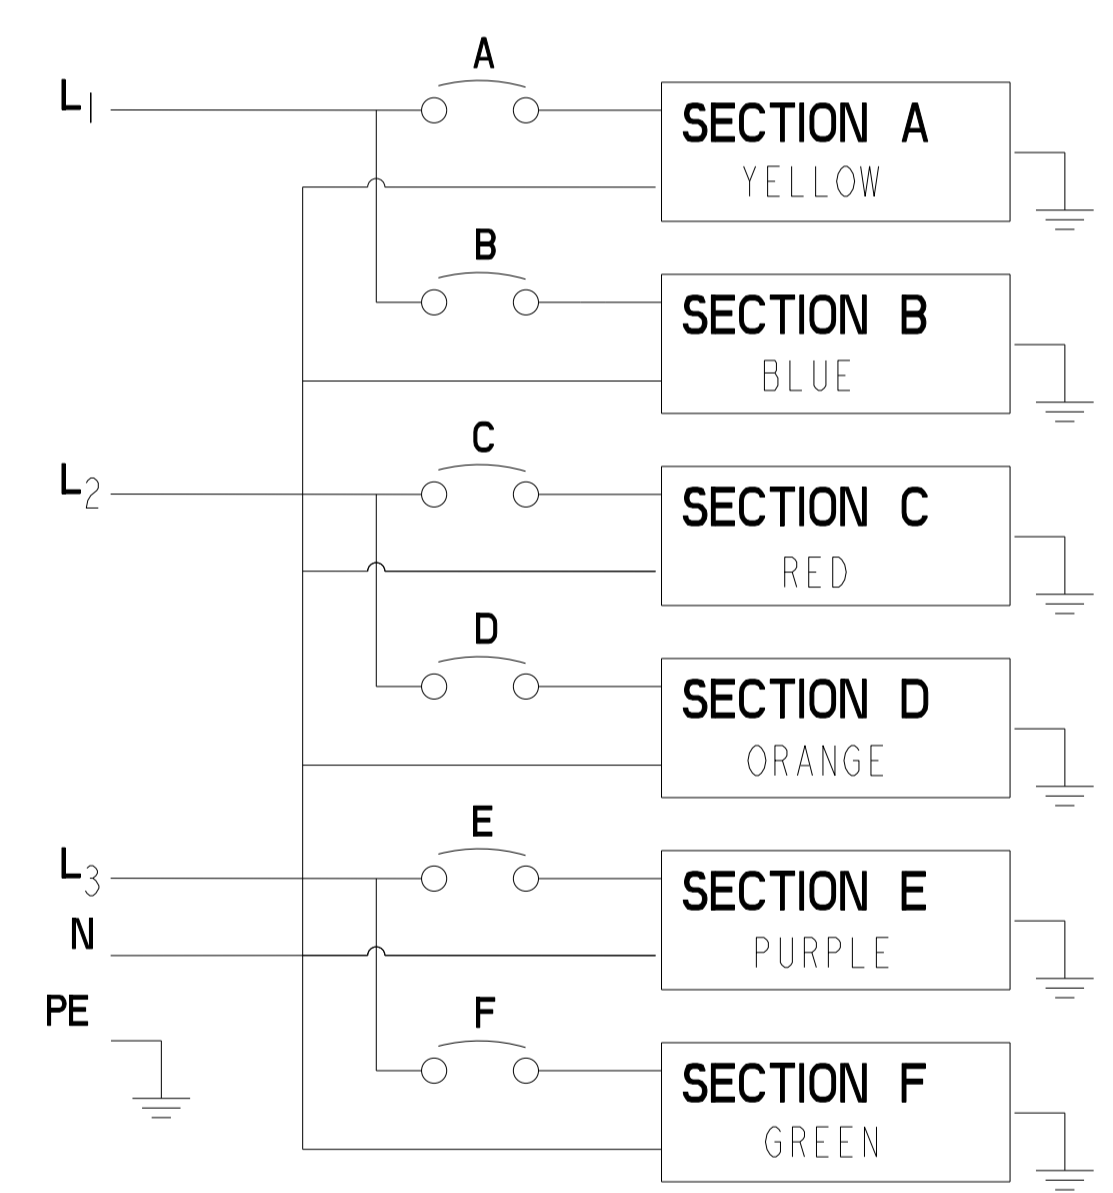 A
L1
SECTION A
YELLOW
B
SECTION B
BLUE
C
L2
SECTION C
RED
D
SECTION D
ORANGE
E
L3
SECTION E
N
PURPLE
PE
F
SECTION F
GREEN